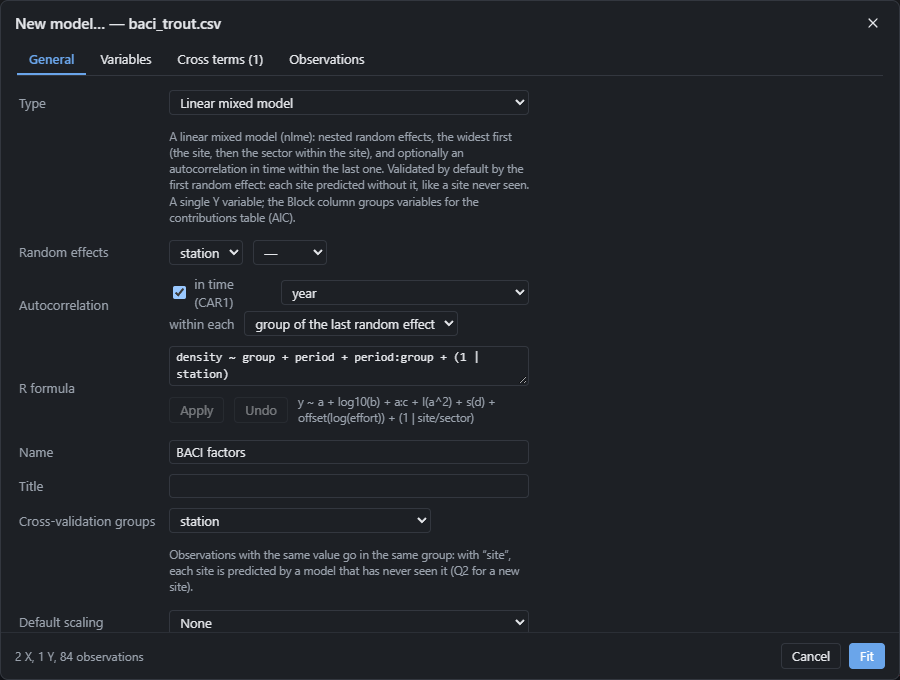 New model... — baci_trout.csv
General Variables Cross terms (1) Observations
Type Linear mixed model
A linear mixed model (nlme): nested random effects, the widest first
(the site, then the sector within the site), and optionally an
autocorrelation in time within the last one. Validated by default by the
first random effect: each site predicted without it, like a site never seen.
A single Y variable; the Block column groups variables for the
contributions table (AIC).
Random effects station —
Autocorrelation in time
(CAR1) year
within each group of the last random effect
R formula density ~ group + period + period:group + (1 |
station)
Apply Undo y ~ a + log10(b) + a:c + I(a^2) + s(d) +
offset(log(effort)) + (1 | site/sector)
Name BACI factors
Title
Cross-validation groups station
Observations with the same value go in the same group: with “site”,
each site is predicted by a model that has never seen it (Q2 for a new
site).
Default scaling None
2 X, 1 Y, 84 observations Cancel Fit